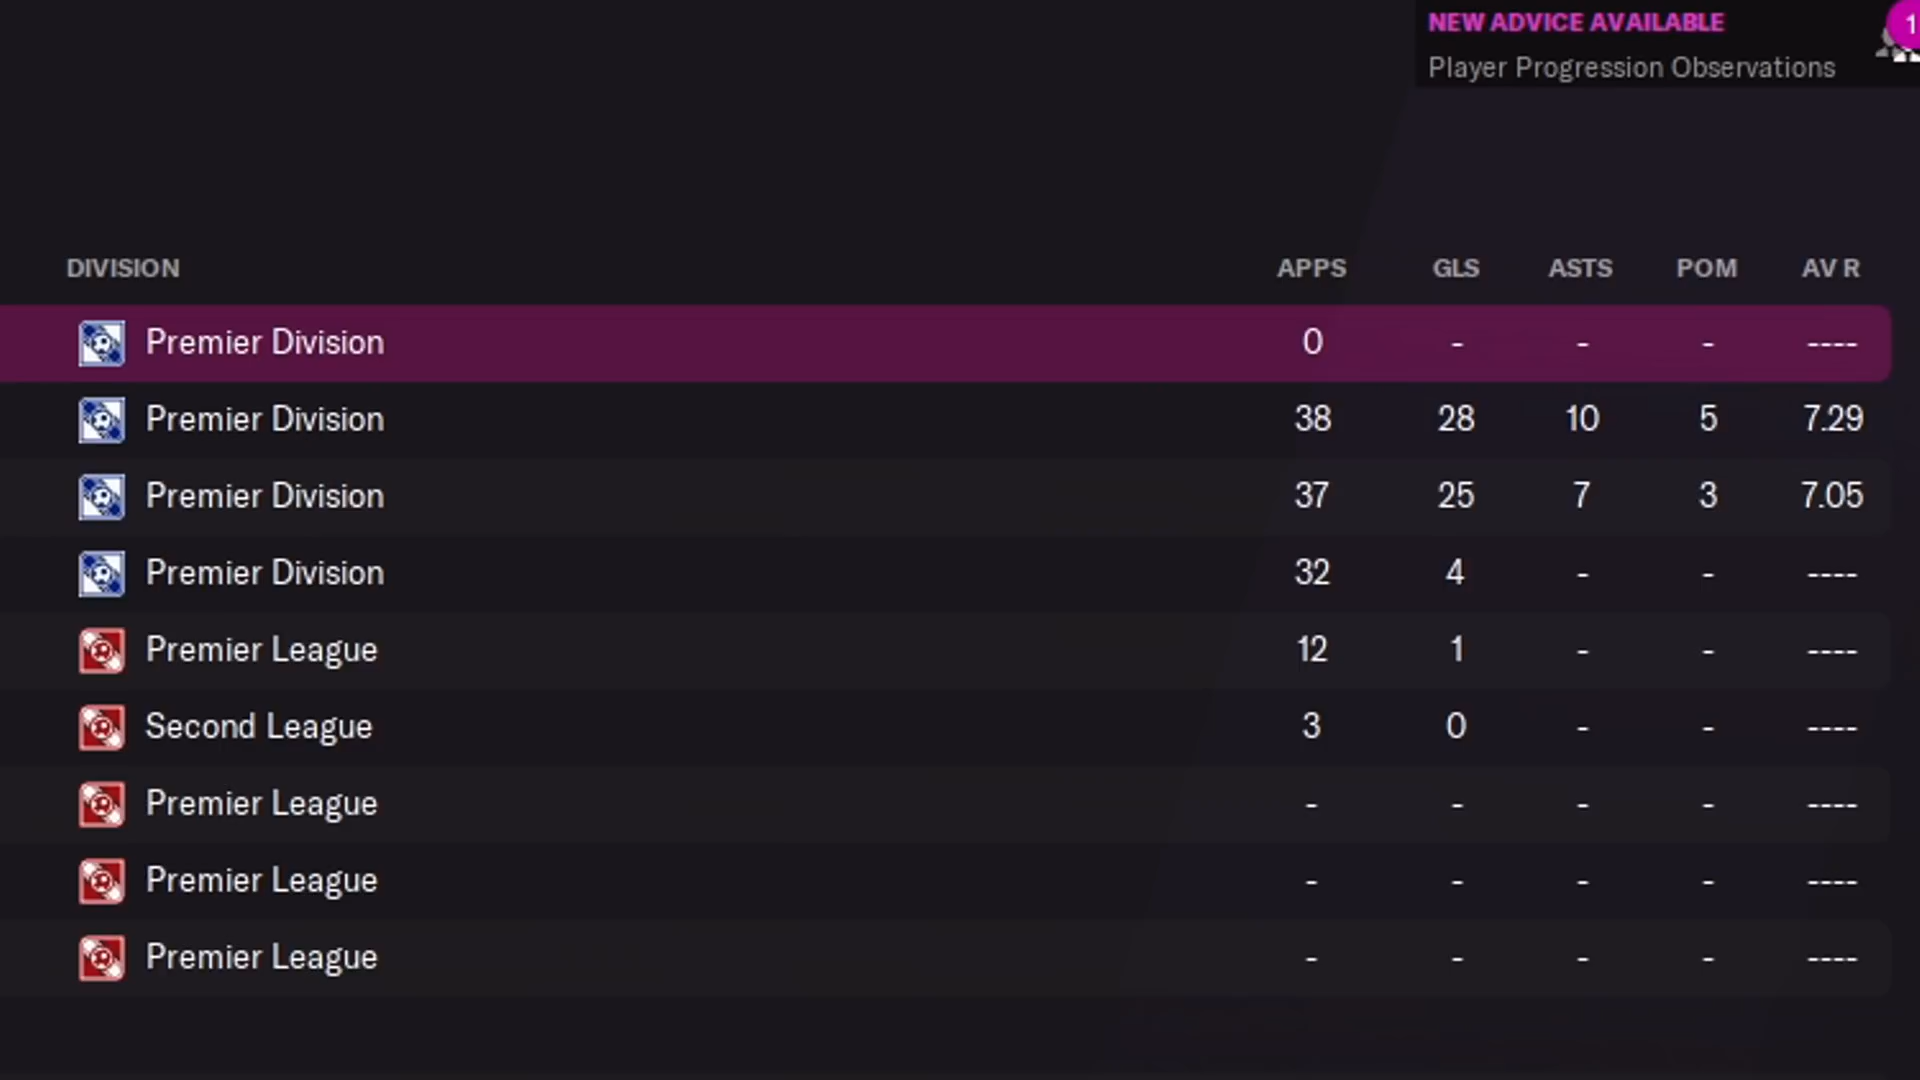 NEW ADVICE AVAILABLE
1
Player Progression Observations
DIVISION APPS GLS ASTS POM AV R
Premier Division 0 - - - ----
Premier Division 38 28 10 5 7.29
Premier Division 37 25 7 3 7.05
Premier Division 32 4 - - ----
Premier League 12 1 - - ----
Second League 3 0 - - ----
Premier League - - - - ----
Premier League - - - - ----
Premier League - - - - ----